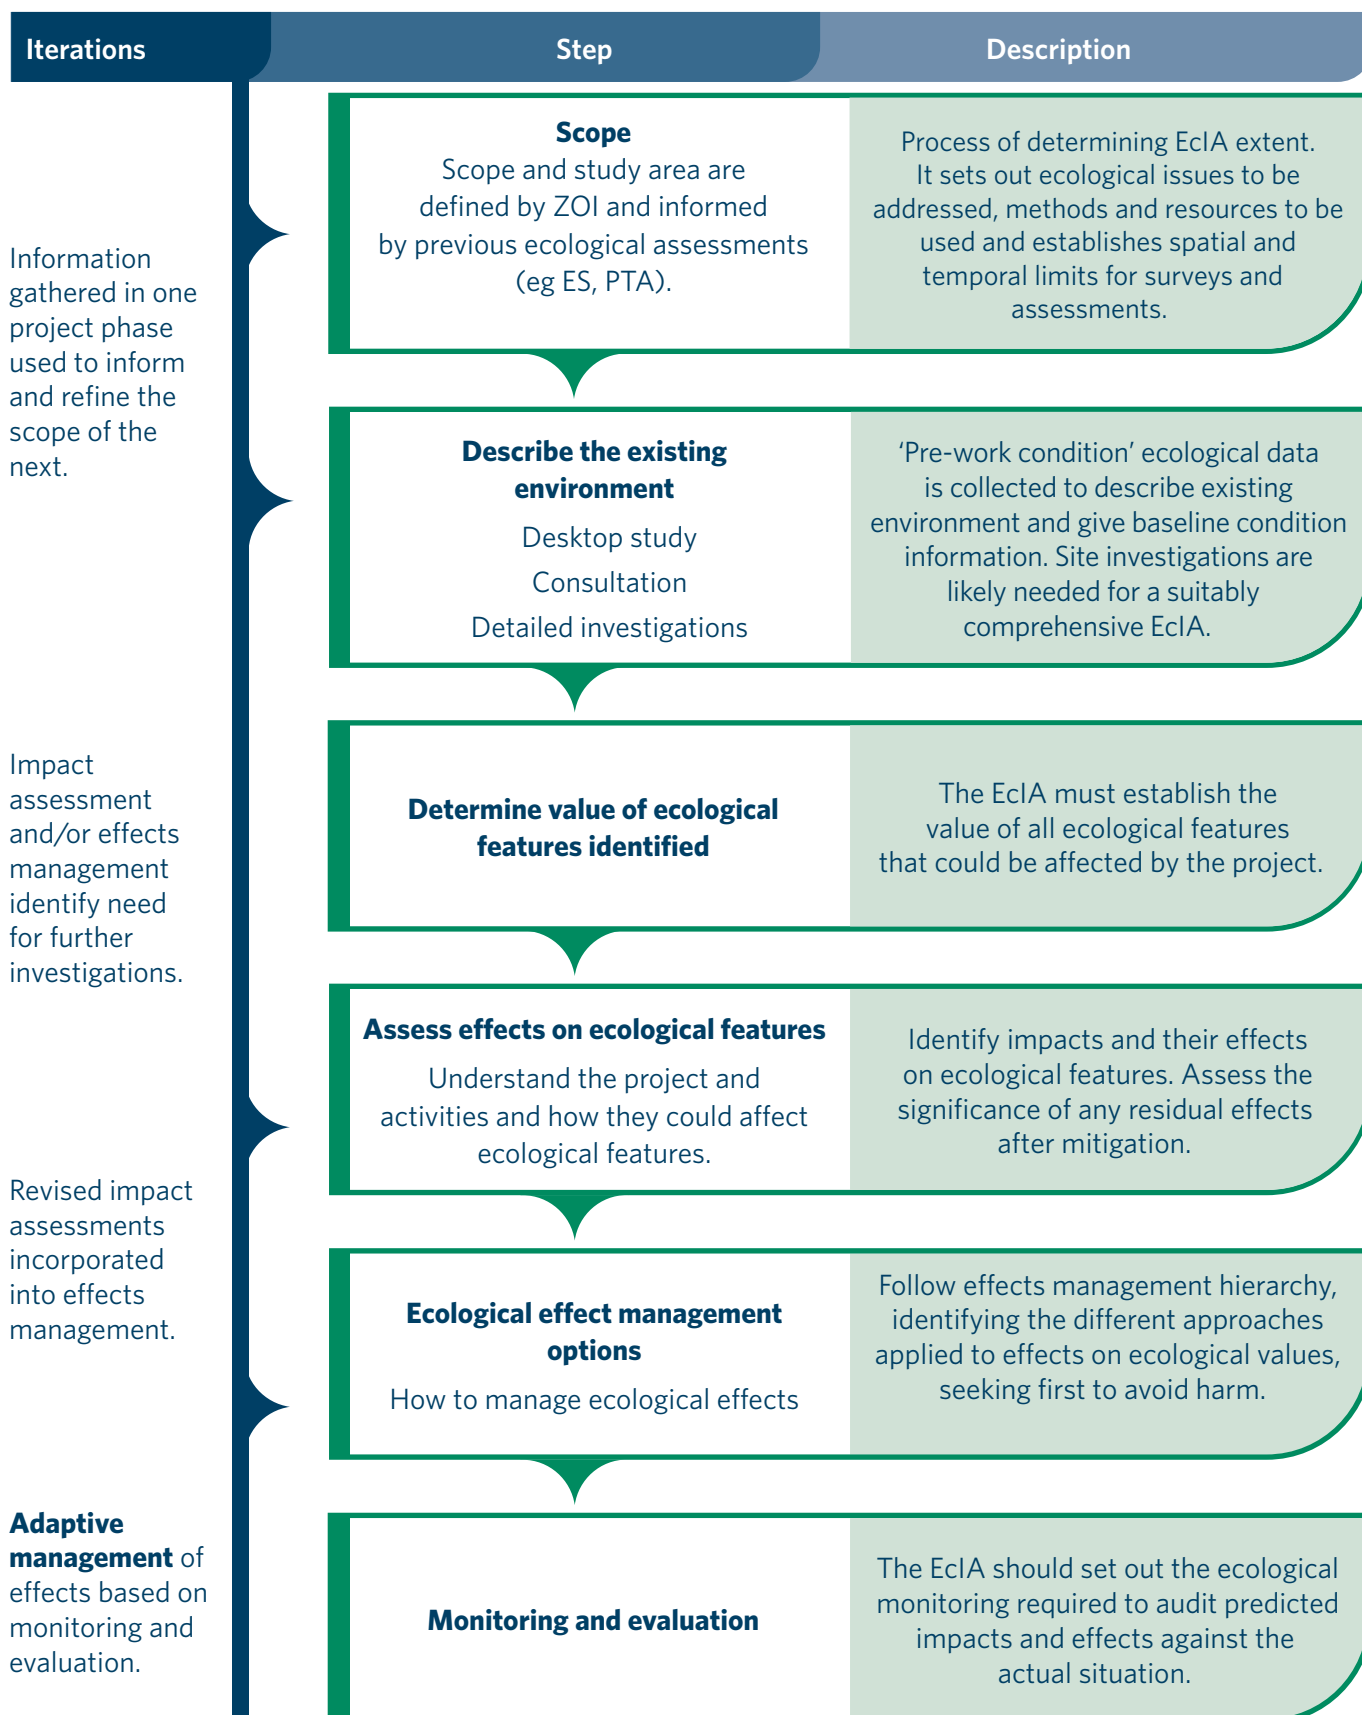 Iterations
Step
Description
Scope
Scope and study area are
defined by ZOI and informed
by previous ecological assessments
(eg ES, PTA).
Process of determining EcIA extent.
It sets out ecological issues to be
addressed, methods and resources to be
used and establishes spatial and
temporal limits for surveys and
assessments.
Information
gathered in one
project phase
used to inform
and refine the
scope of the
next.
Describe the existing
environment
Desktop study
Consultation
Detailed investigations
‘Pre-work condition’ ecological data
is collected to describe existing
environment and give baseline condition
information. Site investigations are
likely needed for a suitably
comprehensive EcIA.
Impact
assessment
and/or effects
management
identify need
for further
investigations.
Determine value of ecological
features identified
The EcIA must establish the
value of all ecological features
that could be affected by the project.
Assess effects on ecological features
Understand the project and
activities and how they could affect
ecological features.
Identify impacts and their effects
on ecological features. Assess the
significance of any residual effects
after mitigation.
Revised impact
assessments
incorporated
into effects
management.
Ecological effect management
options
How to manage ecological effects
Follow effects management hierarchy,
identifying the different approaches
applied to effects on ecological values,
seeking first to avoid harm.
Adaptive
management of
effects based on
monitoring and
evaluation.
Monitoring and evaluation
The EcIA should set out the ecological
monitoring required to audit predicted
impacts and effects against the
actual situation.